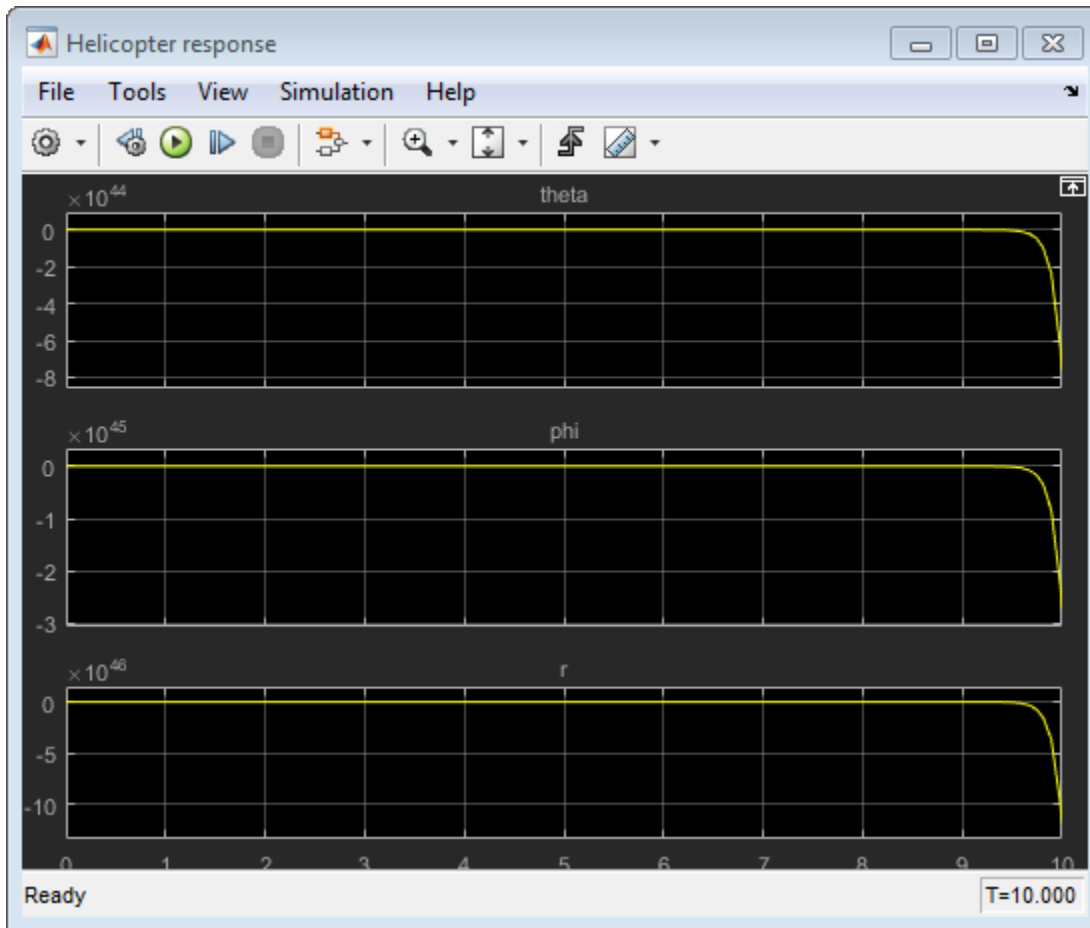 Helicopter response
File Tools View Simulation Help
×10^44
theta
0
-2
-4
-6
-8
×10^45
phi
0
-1
-2
-3
×10^46
r
0
-5
-10
0 1 2 3 4 5 6 7 8 9 10
Ready T=10.000